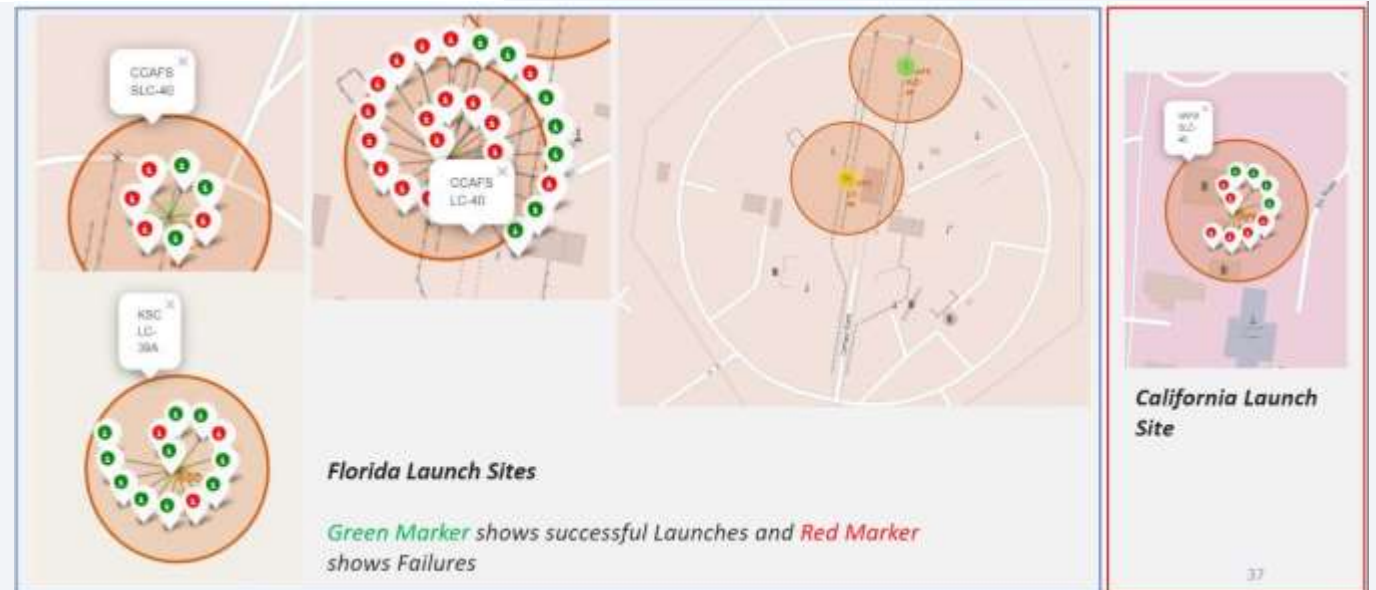 CCAFS
SLC-40
CCAFS
LC-40
KSC
LC-
39A
Florida Launch Sites
Green Marker shows successful Launches and Red Marker
shows Failures
California Launch
Site
37